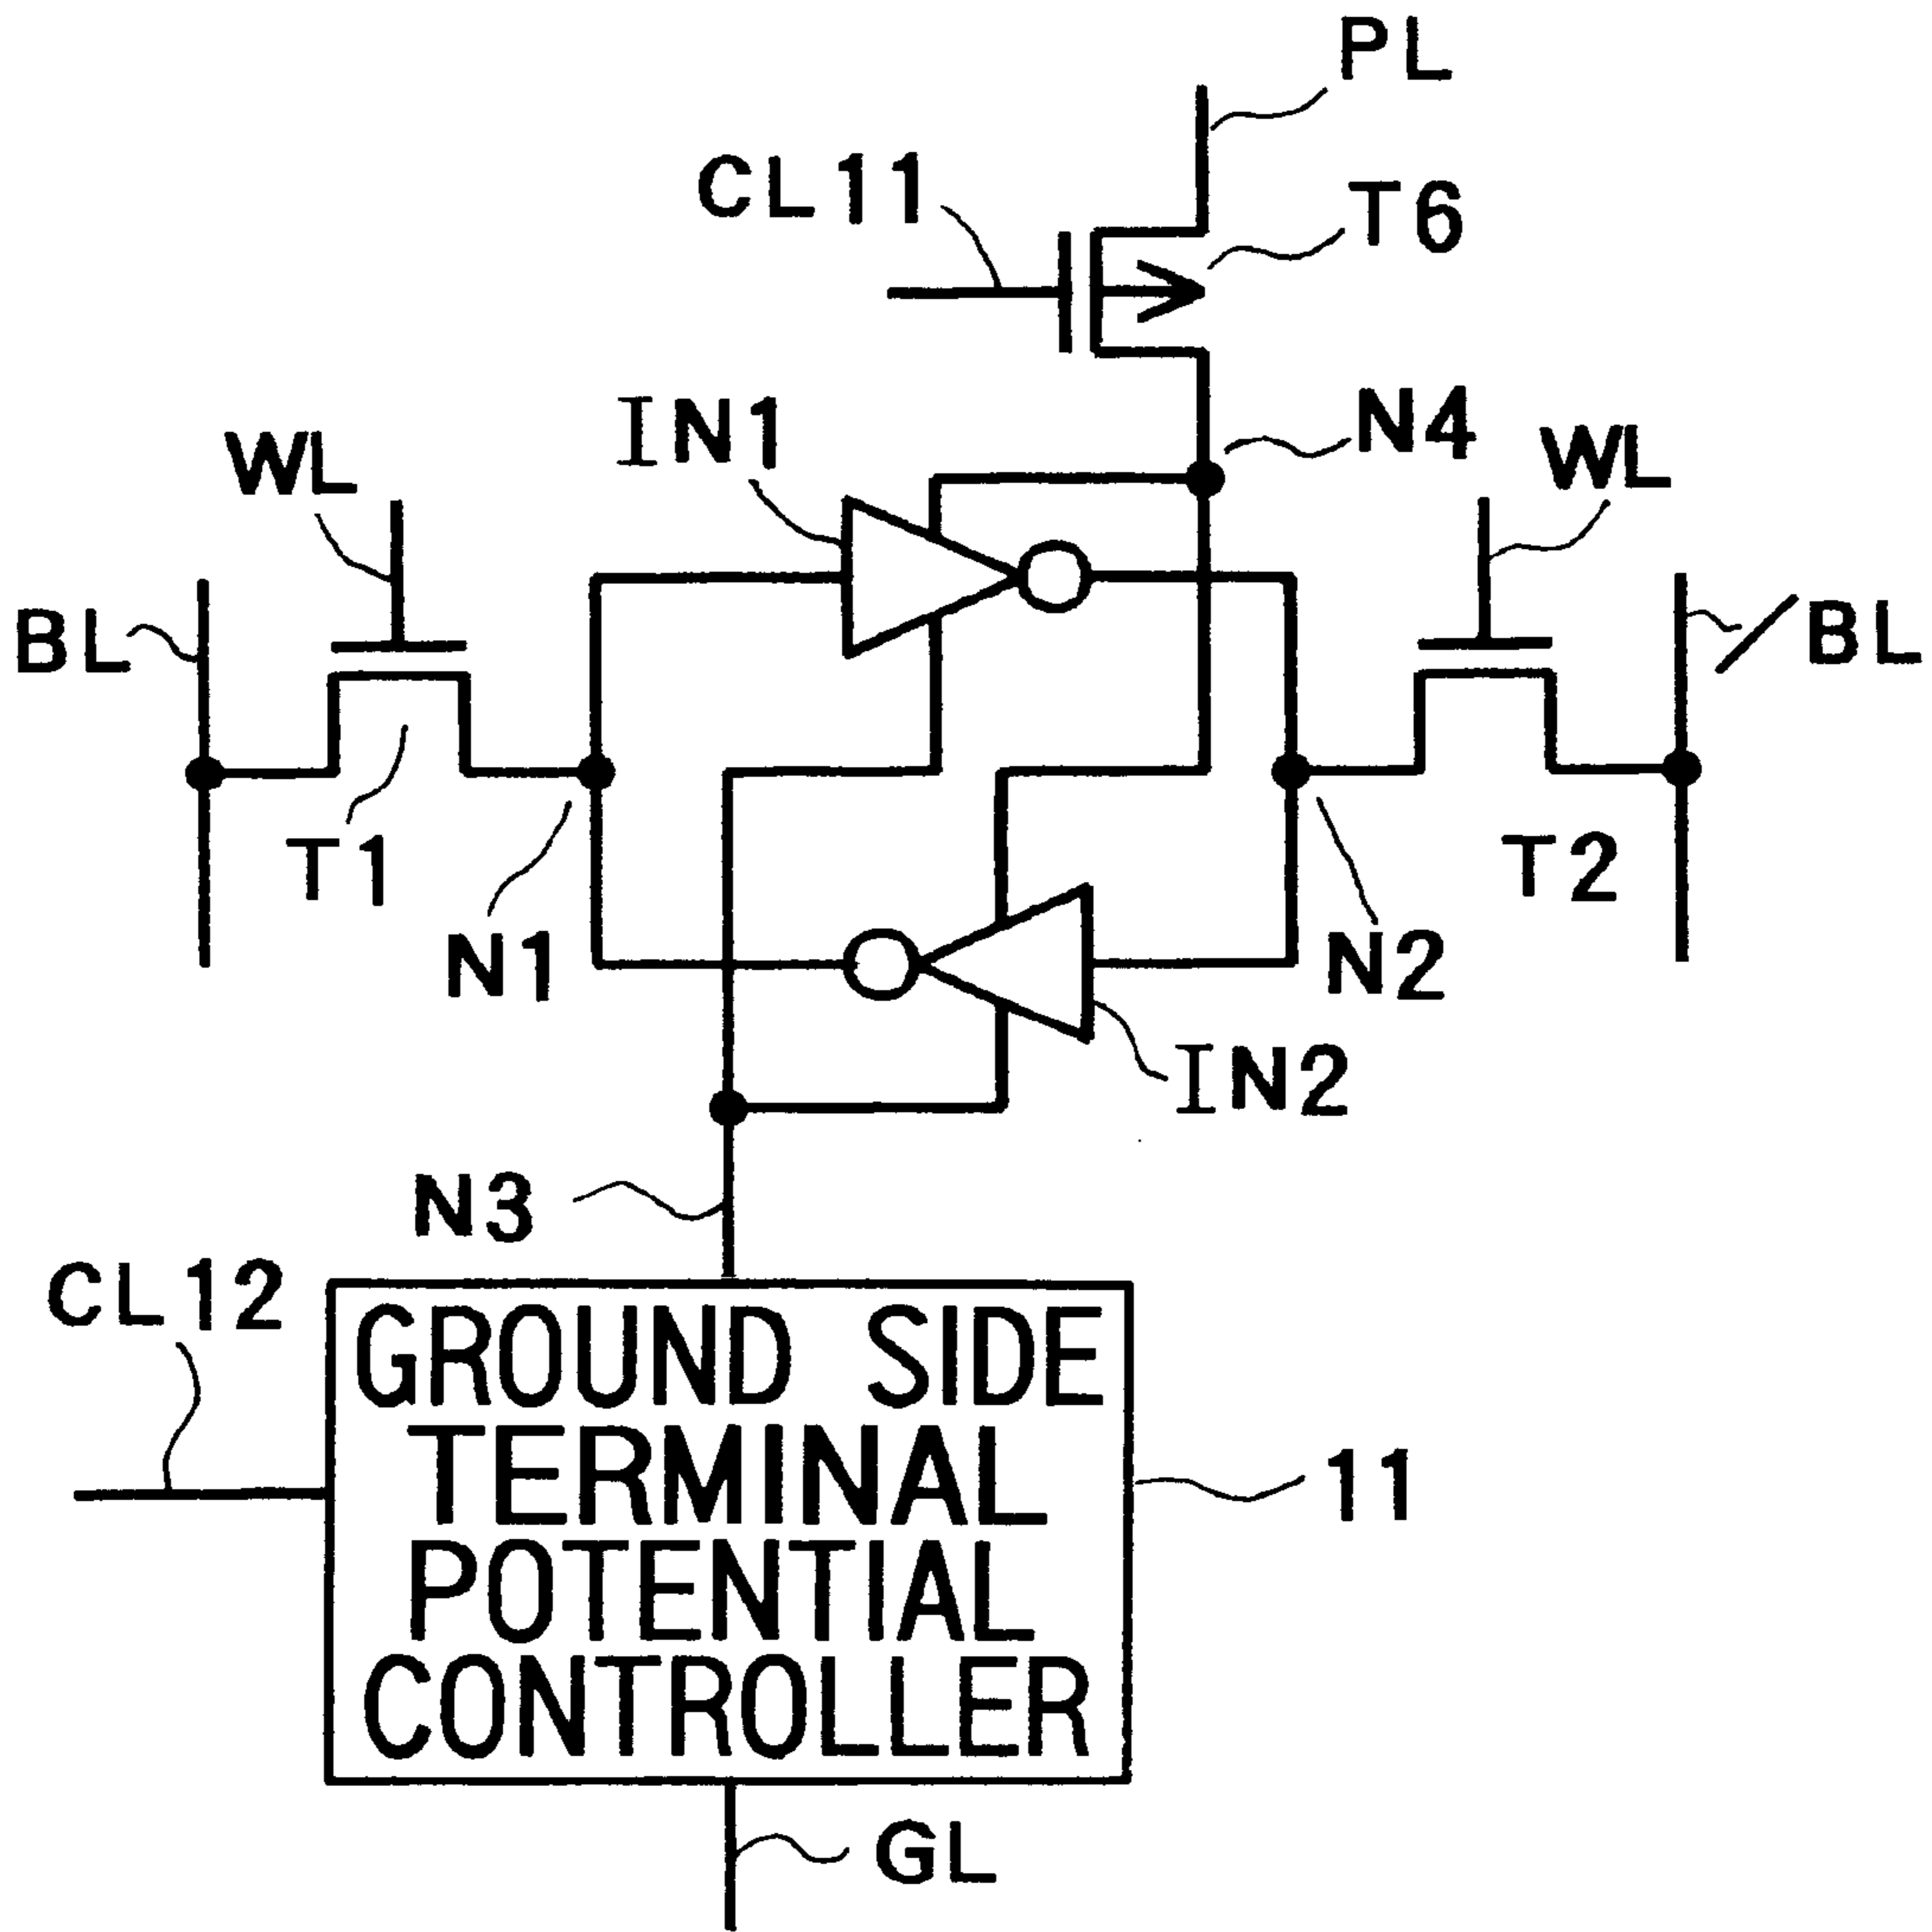 PL
CL11
T6
IN1
N4
WL
WL
BL
/BL
T1
T2
N1
N2
IN2
N3
CL12
GROUND SIDE
TERMINAL
POTENTIAL
CONTROLLER
11
GL